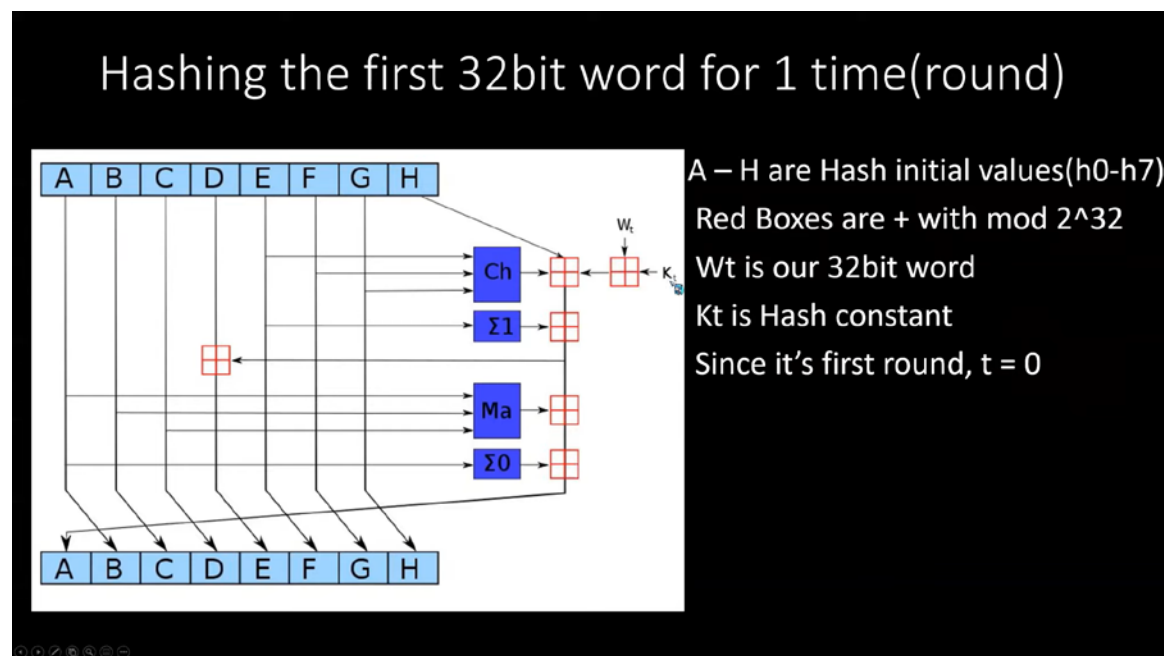 Hashing the first 32bit word for 1 time(round)
A B C D E F G H
Wt
Ch
Kt
Σ1
Ma
Σ0
A B C D E F G H
A – H are Hash initial values(h0-h7)
Red Boxes are + with mod 2^32
Wt is our 32bit word
Kt is Hash constant
Since it's first round, t = 0